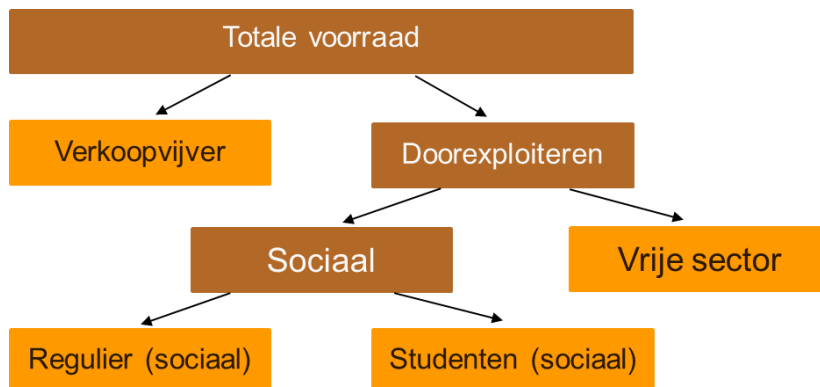 Totale voorraad
Verkoopvijver
Doorexploiteren
Sociaal
Vrije sector
Regulier (sociaal)
Studenten (sociaal)